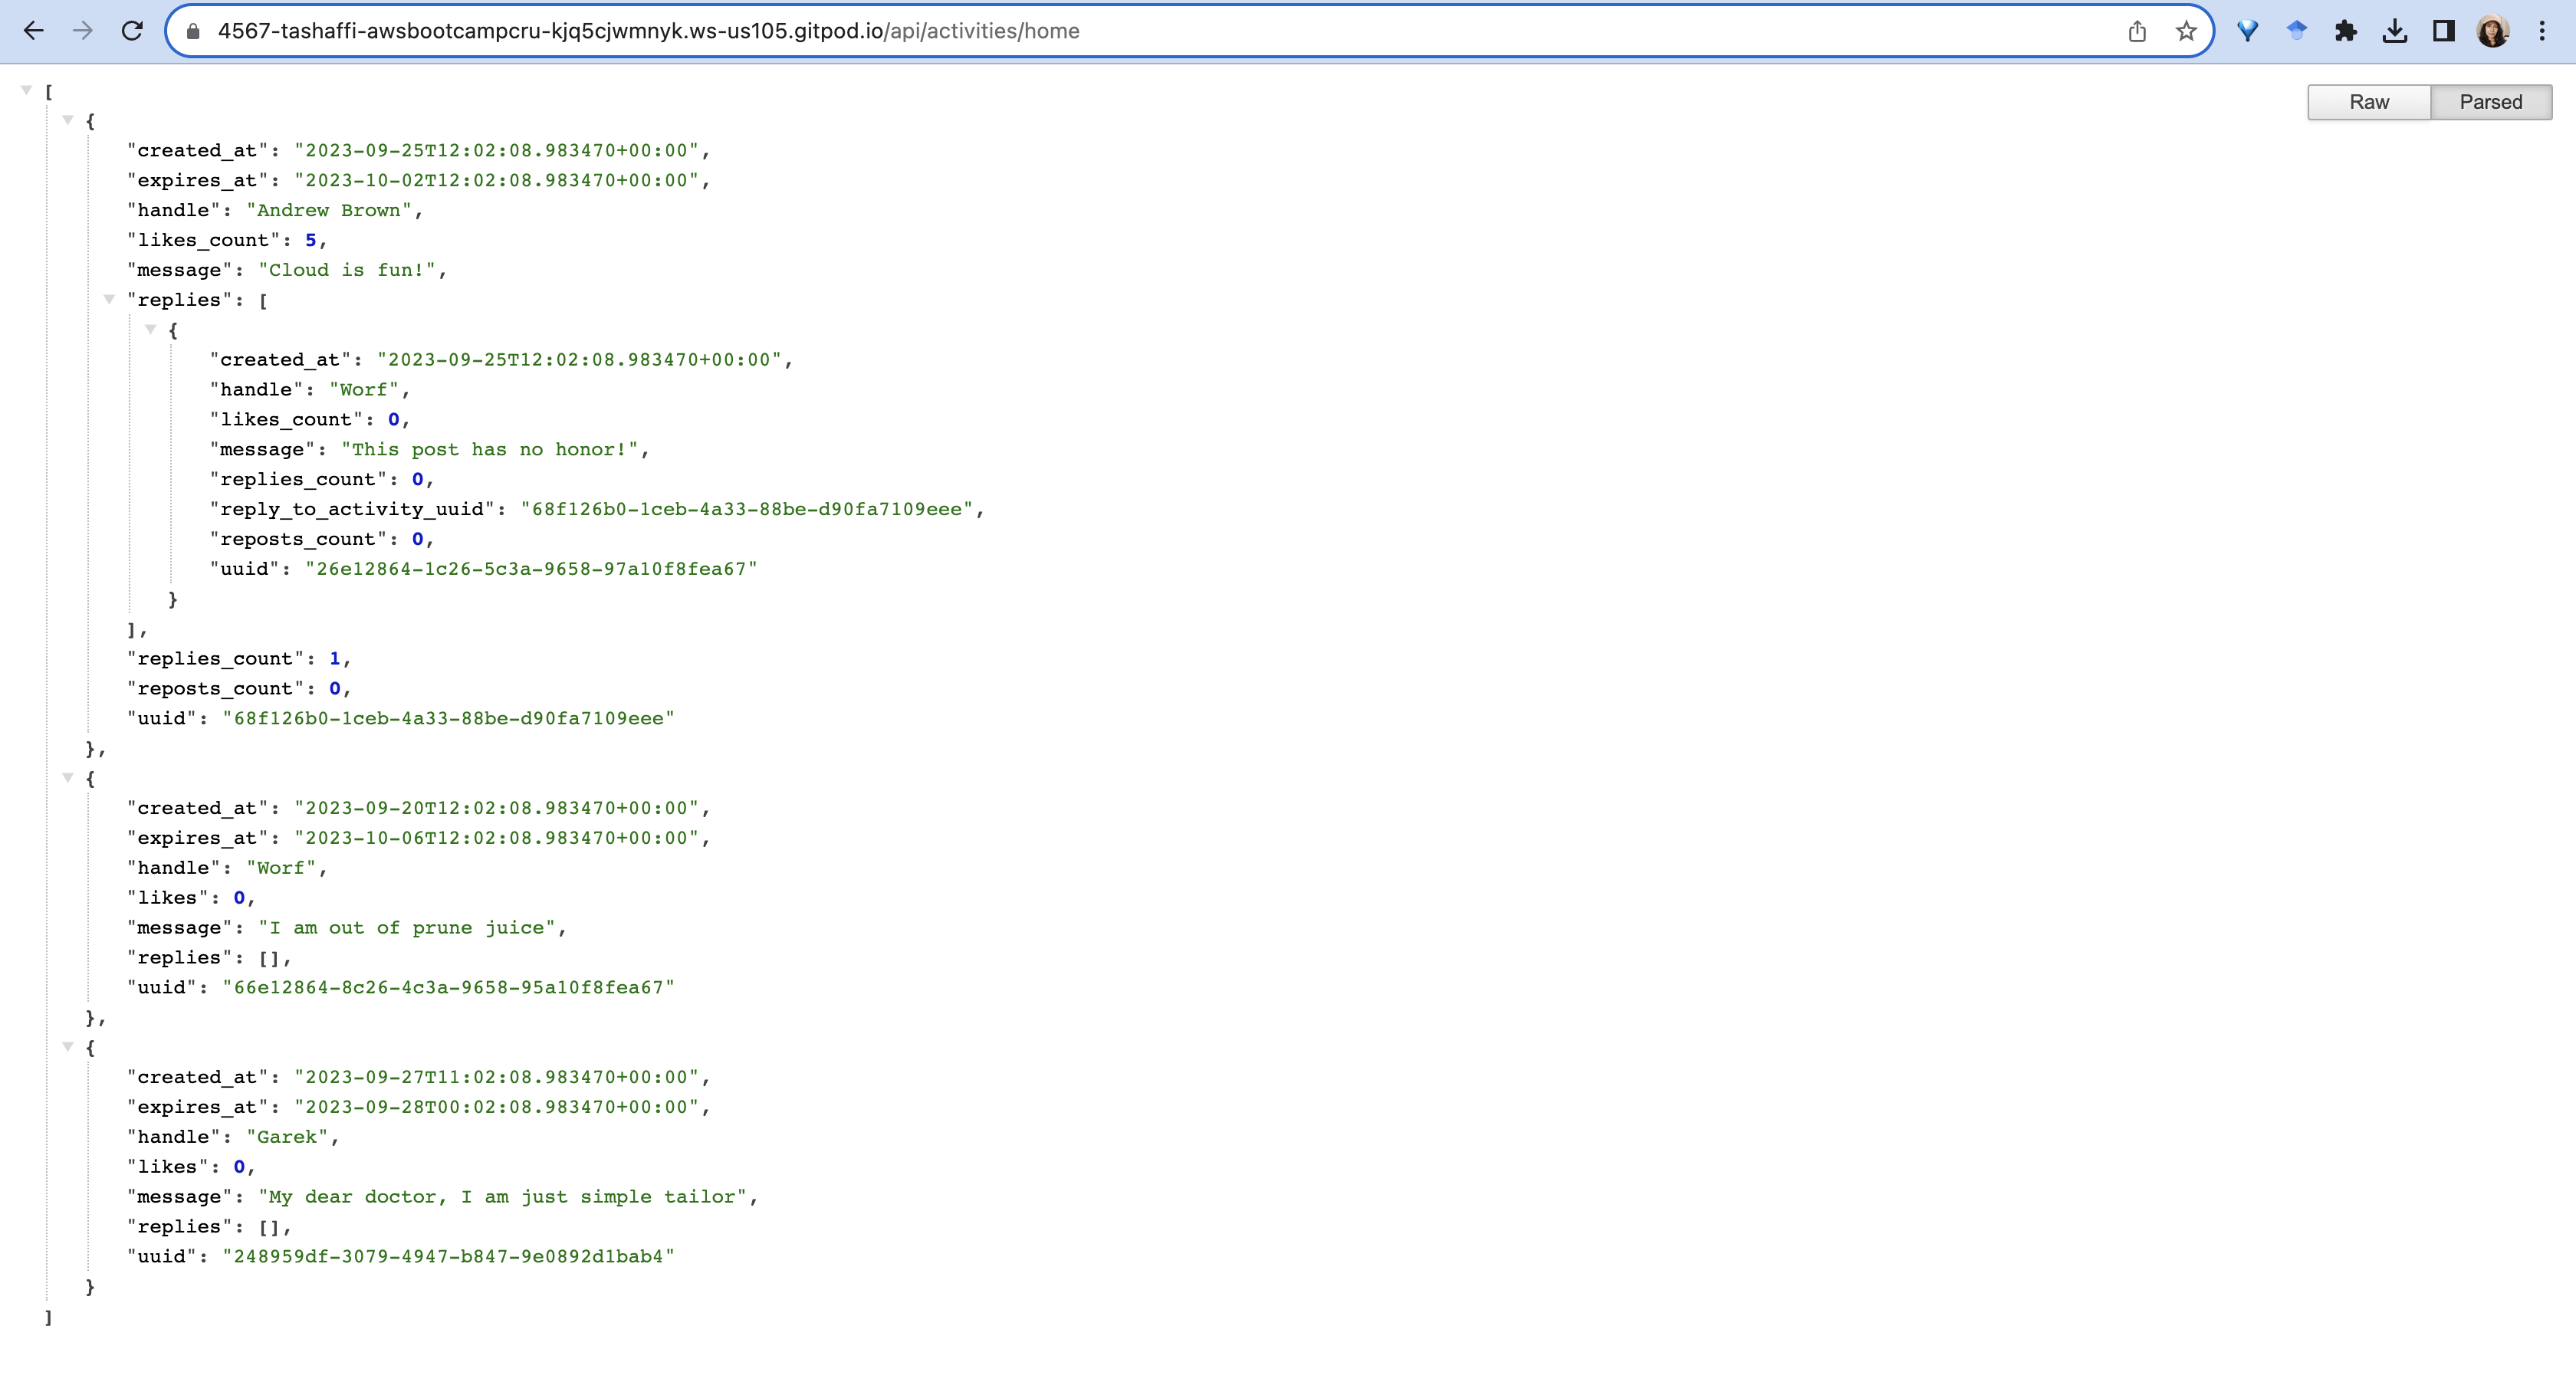 4567-tashaffi-awsbootcampcru-kjq5cjwmnyk.ws-us105.gitpod.io/api/activities/home
Raw Parsed
[
{
"created_at": "2023-09-25T12:02:08.983470+00:00",
"expires_at": "2023-10-02T12:02:08.983470+00:00",
"handle": "Andrew Brown",
"likes_count": 5,
"message": "Cloud is fun!",
"replies": [
{
"created_at": "2023-09-25T12:02:08.983470+00:00",
"handle": "Worf",
"likes_count": 0,
"message": "This post has no honor!",
"replies_count": 0,
"reply_to_activity_uuid": "68f126b0-1ceb-4a33-88be-d90fa7109eee",
"reposts_count": 0,
"uuid": "26e12864-1c26-5c3a-9658-97a10f8fea67"
}
],
"replies_count": 1,
"reposts_count": 0,
"uuid": "68f126b0-1ceb-4a33-88be-d90fa7109eee"
},
{
"created_at": "2023-09-20T12:02:08.983470+00:00",
"expires_at": "2023-10-06T12:02:08.983470+00:00",
"handle": "Worf",
"likes": 0,
"message": "I am out of prune juice",
"replies": [],
"uuid": "66e12864-8c26-4c3a-9658-95a10f8fea67"
},
{
"created_at": "2023-09-27T11:02:08.983470+00:00",
"expires_at": "2023-09-28T00:02:08.983470+00:00",
"handle": "Garek",
"likes": 0,
"message": "My dear doctor, I am just simple tailor",
"replies": [],
"uuid": "248959df-3079-4947-b847-9e0892d1bab4"
}
]